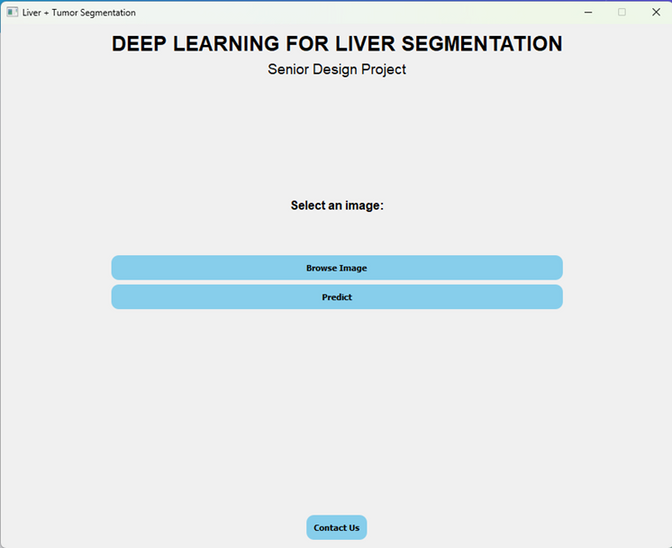 Liver + Tumor Segmentation
DEEP LEARNING FOR LIVER SEGMENTATION
Senior Design Project
Select an image:
Browse Image
Predict
Contact Us